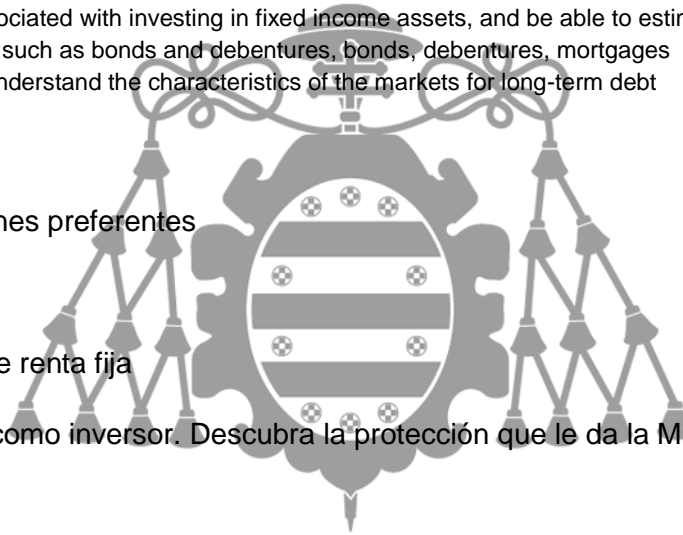 ociated with investing in fixed income assets, and be able to estin
such as bonds and debentures, bonds, debentures, mortgages
nderstand the characteristics of the markets for long-term debt
nes preferentes
e renta fija
como inversor. Descubra la protección que le da la M